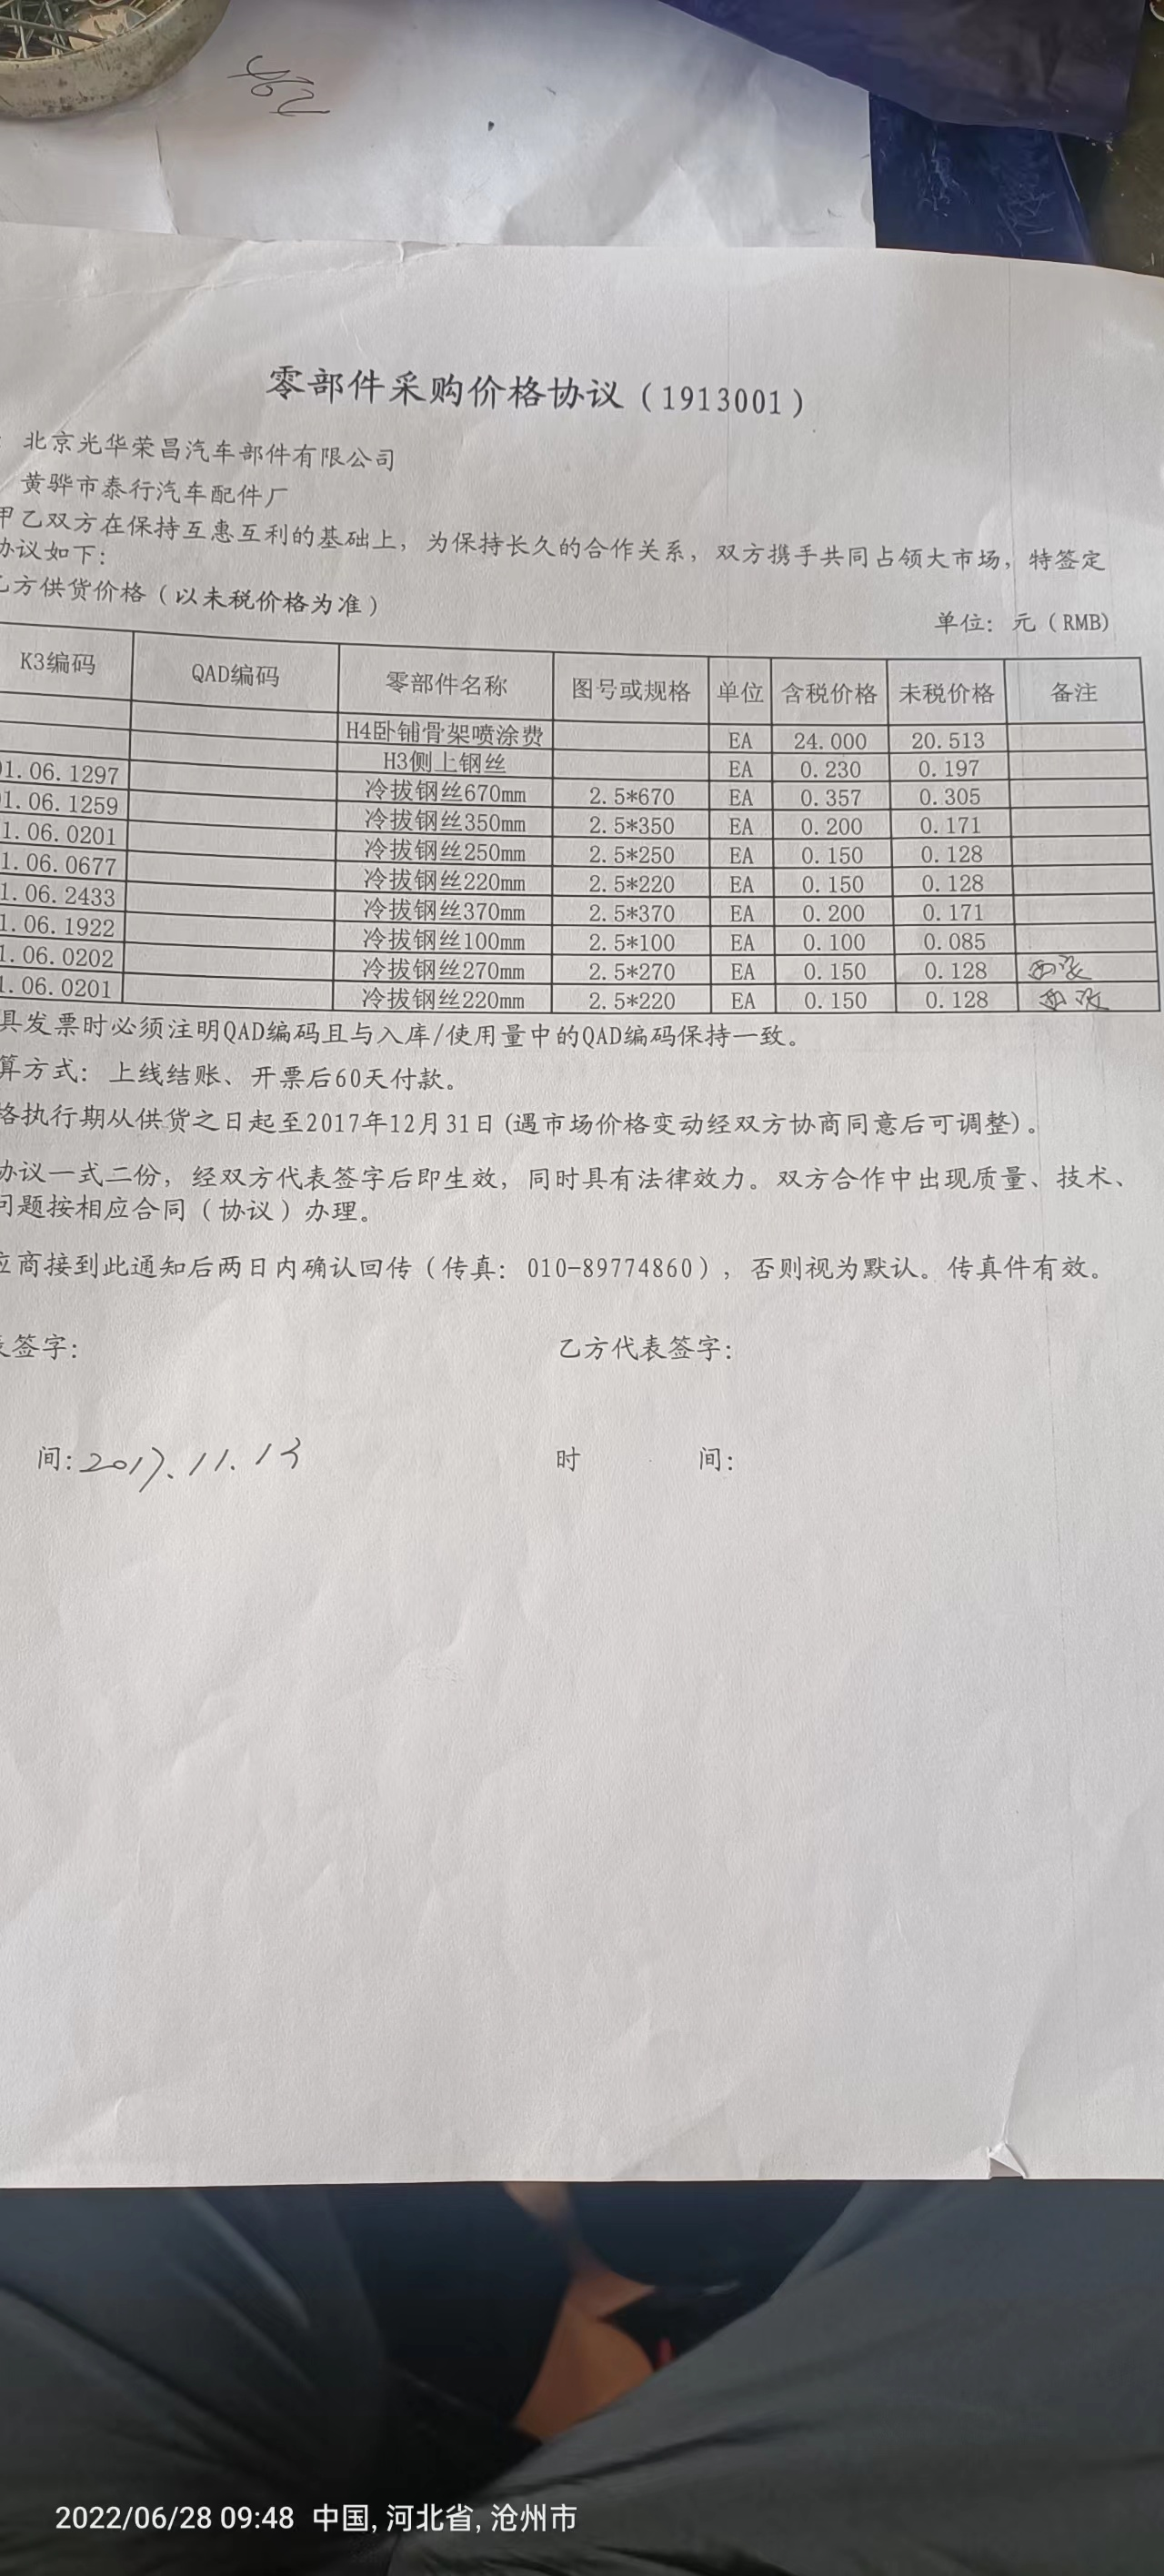 零部件采购价格协议（1913001）
：北京光华荣昌汽车部件有限公司
黄骅市泰行汽车配件厂
甲乙双方在保持互惠互利的基础上，为保持长久的合作关系，双方携手共同占领大市场，特签定
协议如下：
乙方供货价格（以未税价格为准）
单位：元（RMB)
K3编码 QAD编码 零部件名称 图号或规格 单位 含税价格 未税价格 备注
H4卧铺骨架喷涂费 EA 24.000 20.513
H3侧上钢丝 EA 0.230 0.197
01.06.1297 冷拔钢丝670mm 2.5*670 EA 0.357 0.305
01.06.1259 冷拔钢丝350mm 2.5*350 EA 0.200 0.171
1.06.0201 冷拔钢丝250mm 2.5*250 EA 0.150 0.128
1.06.0677 冷拔钢丝220mm 2.5*220 EA 0.150 0.128
1.06.2433 冷拔钢丝370mm 2.5*370 EA 0.200 0.171
1.06.1922 冷拔钢丝100mm 2.5*100 EA 0.100 0.085
1.06.0202 冷拔钢丝270mm 2.5*270 EA 0.150 0.128
1.06.0201 冷拔钢丝220mm 2.5*220 EA 0.150 0.128
具发票时必须注明QAD编码且与入库/使用量中的QAD编码保持一致。
算方式：上线结账、开票后60天付款。
格执行期从供货之日起至2017年12月31日(遇市场价格变动经双方协商同意后可调整)。
协议一式二份，经双方代表签字后即生效，同时具有法律效力。双方合作中出现质量、技术、
问题按相应合同（协议）办理。
应商接到此通知后两日内确认回传（传真：010-89774860），否则视为默认。传真件有效。
表签字： 乙方代表签字：
间：2017.11.13 时 间：
2022/06/28 09:48 中国, 河北省, 沧州市